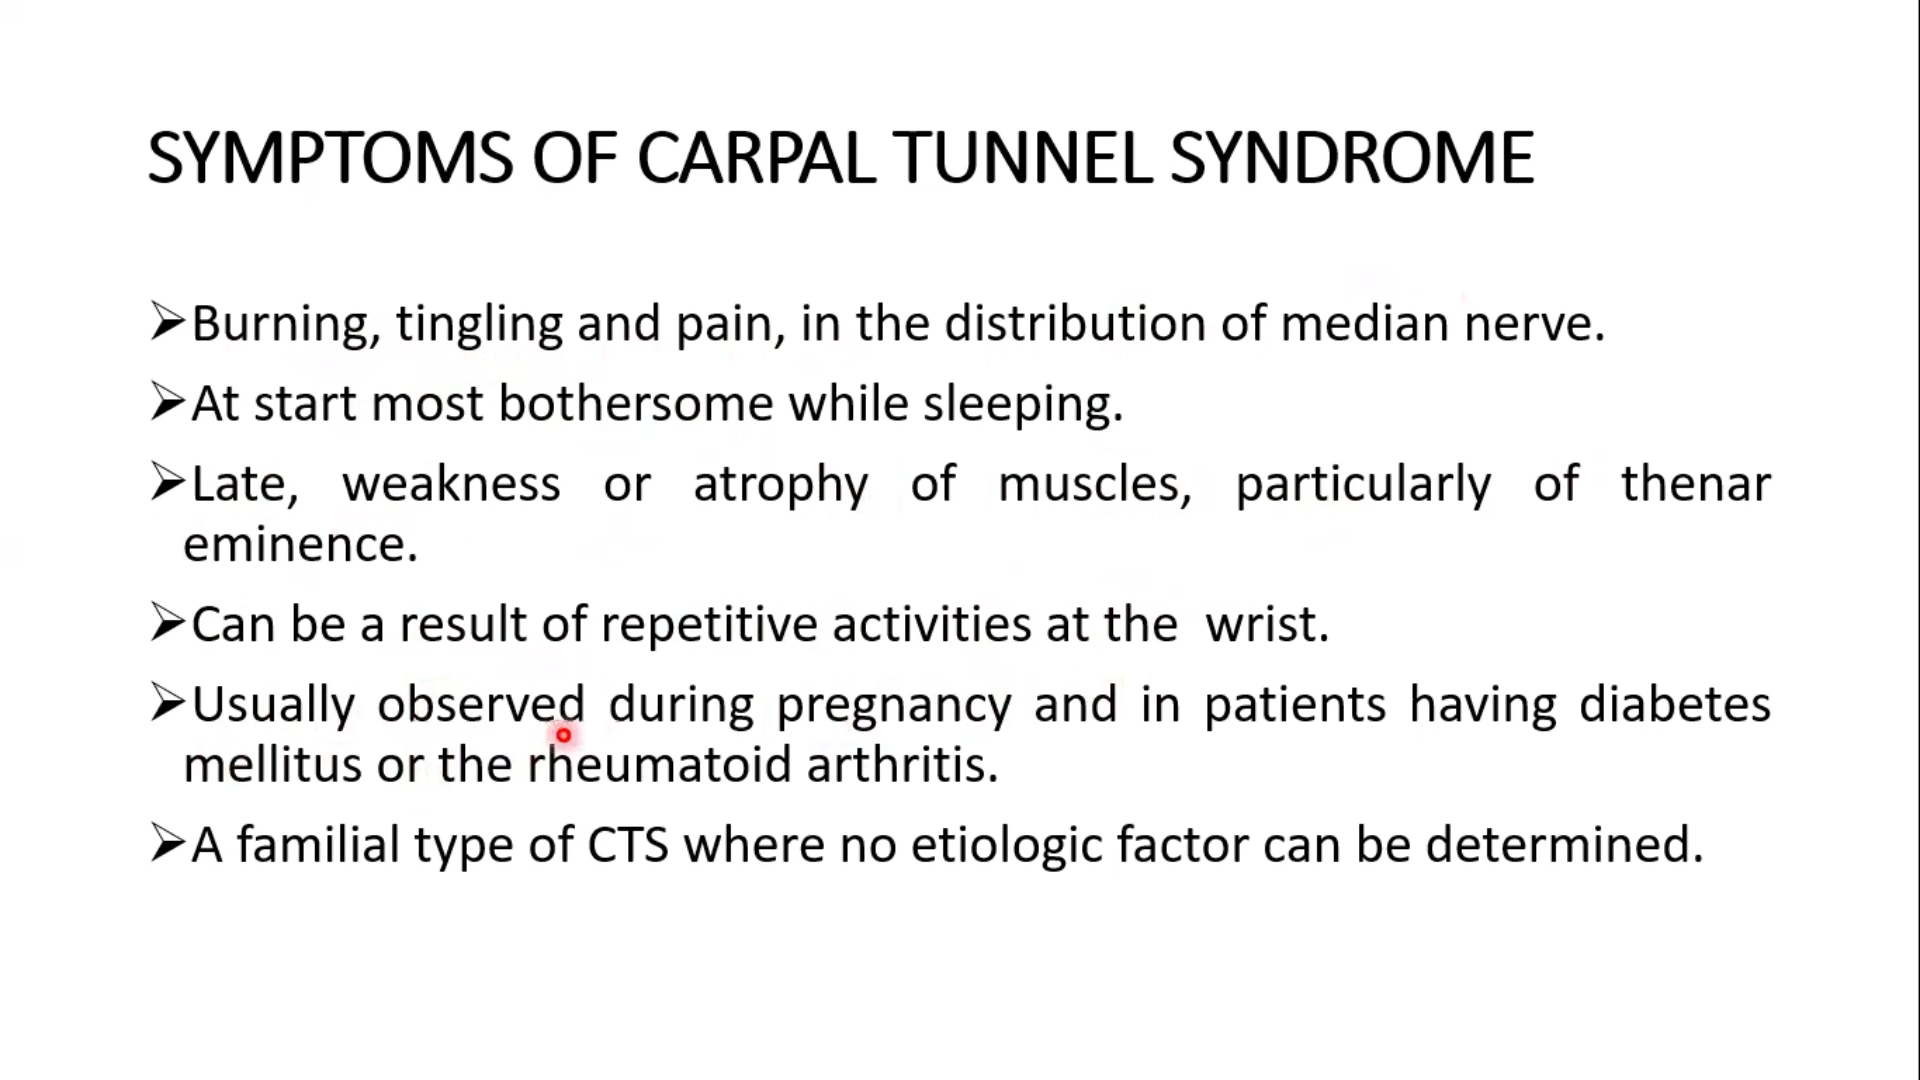 SYMPTOMS OF CARPAL TUNNEL SYNDROME
➢Burning, tingling and pain, in the distribution of median nerve.
➢At start most bothersome while sleeping.
➢Late, weakness or atrophy of muscles, particularly of thenar
eminence.
➢Can be a result of repetitive activities at the  wrist.
➢Usually observed during pregnancy and in patients having diabetes
mellitus or the rheumatoid arthritis.
➢A familial type of CTS where no etiologic factor can be determined.